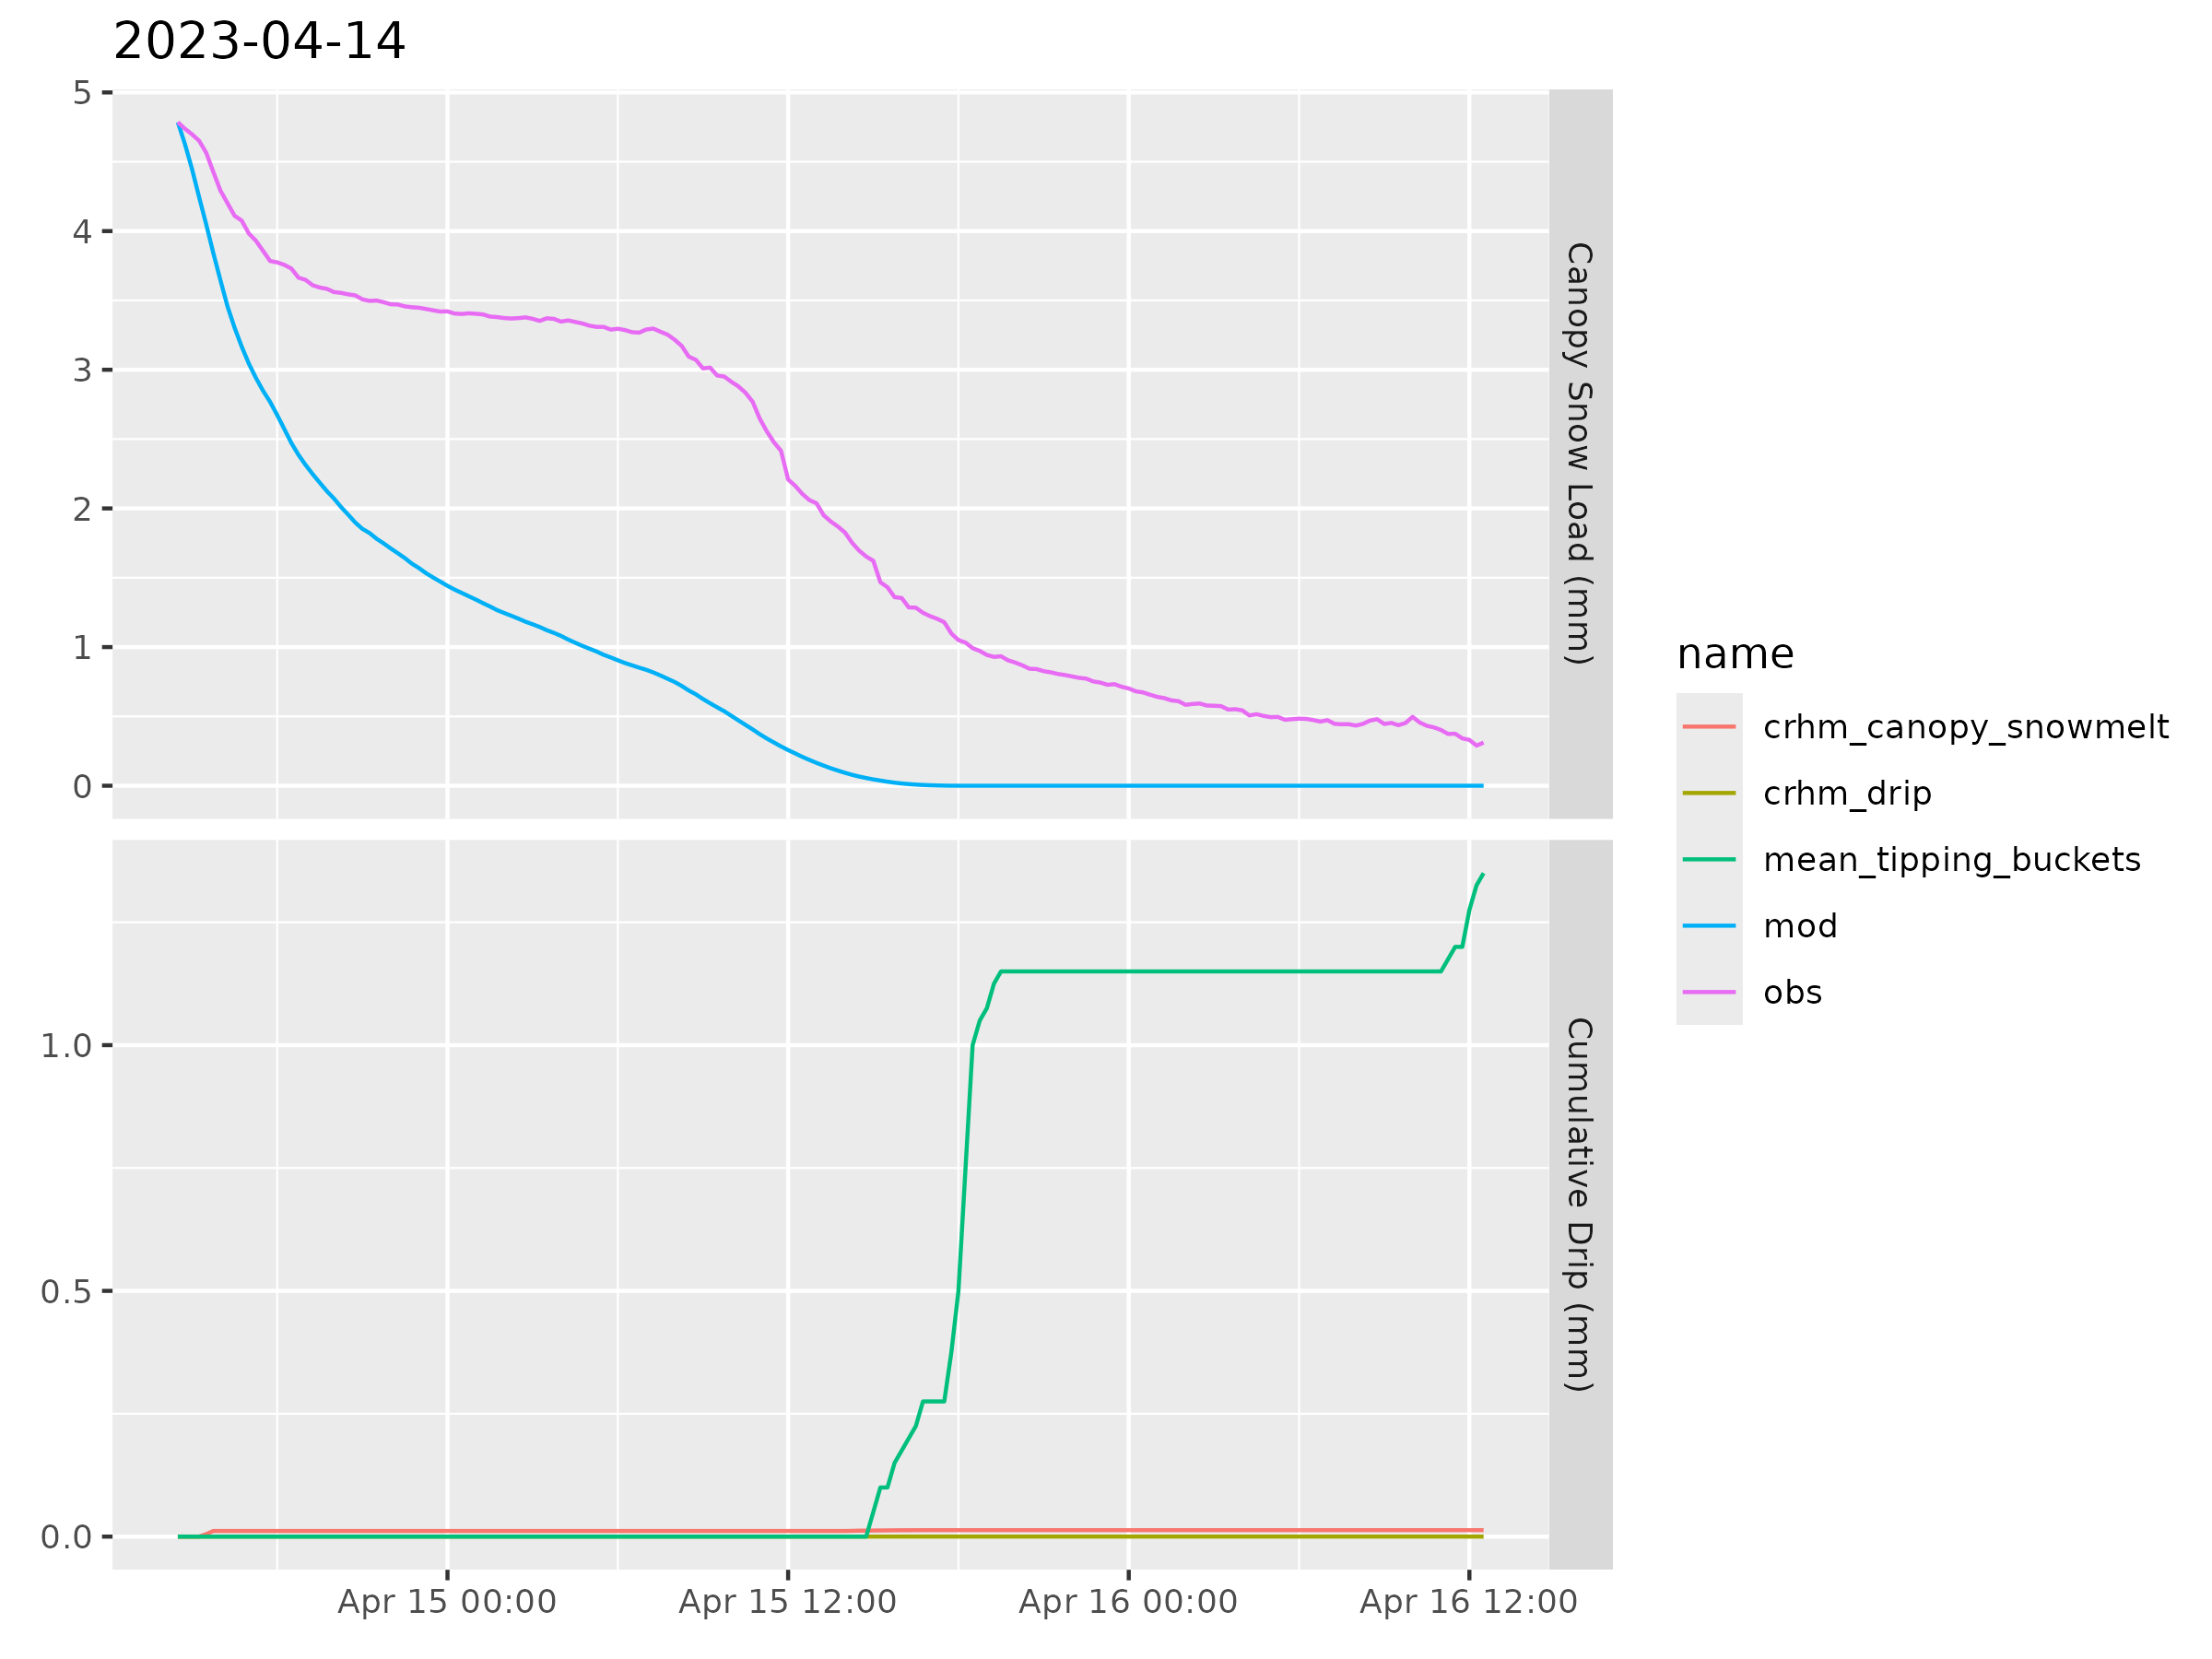 2023-04-14
5
4
3
2
1
0
Canopy Snow Load (mm)
1.0
0.5
0.0
Cumulative Drip (mm)
Apr 15 00:00
Apr 15 12:00
Apr 16 00:00
Apr 16 12:00
name
crhm_canopy_snowmelt
crhm_drip
mean_tipping_buckets
mod
obs